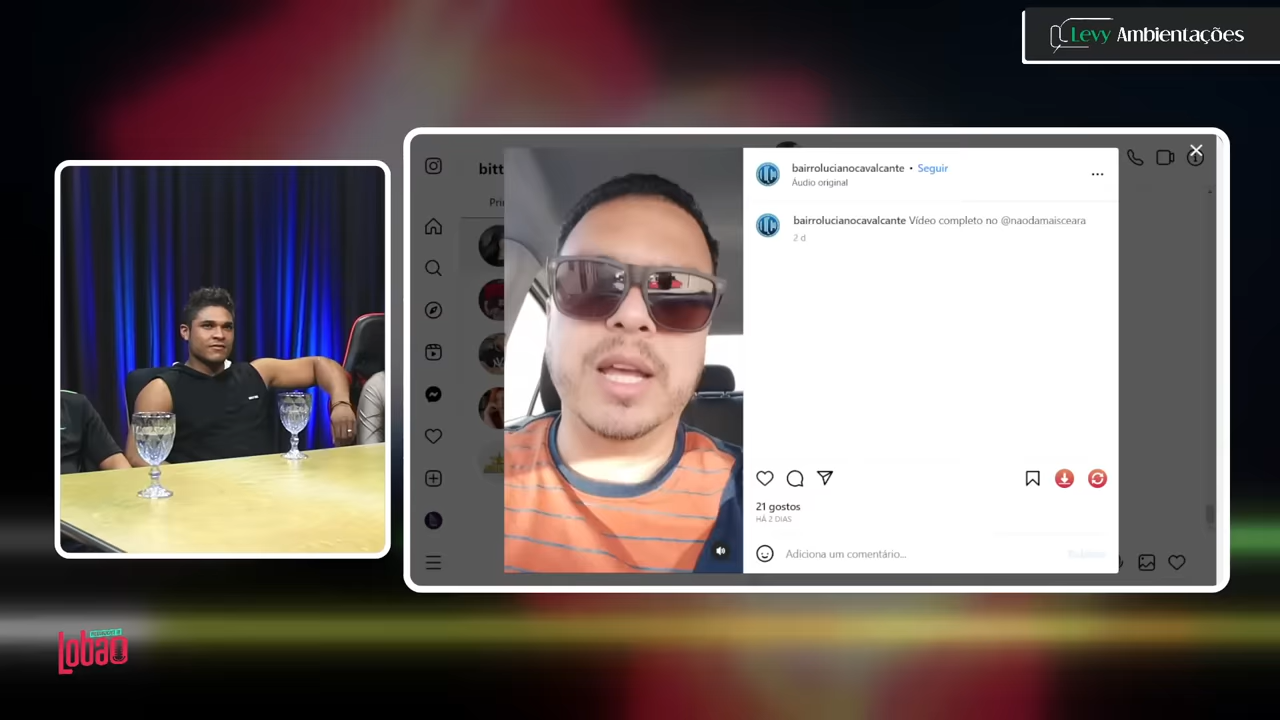 Levy Ambientações
bitt
Pri
bairrolucianocavalcante • Seguir
Áudio original
bairrolucianocavalcante Vídeo completo no @naodamaisceara
2 d
21 gostos
HÁ 2 DIAS
Adiciona um comentário...
Lobão